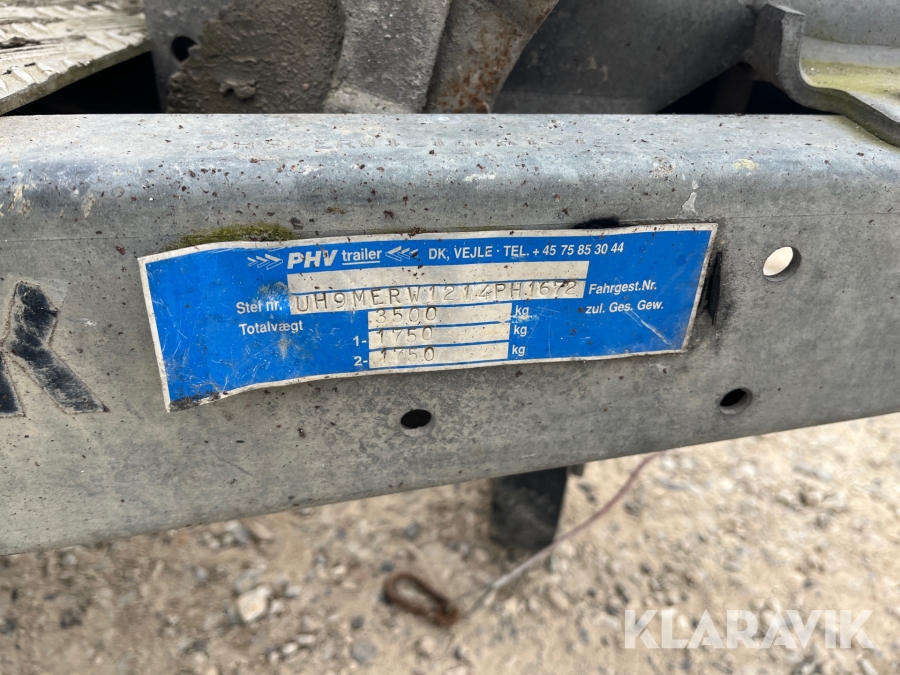 PHV trailer DK, VEJLE · TEL. + 45 75 85 30 44
Stel nr. UH9MERW1214PH1672 Fahrgest.Nr.
Totalvægt 3500 kg zul. Ges. Gew.
1- 1750 kg
2- 1750 kg
K
KLARAVIK